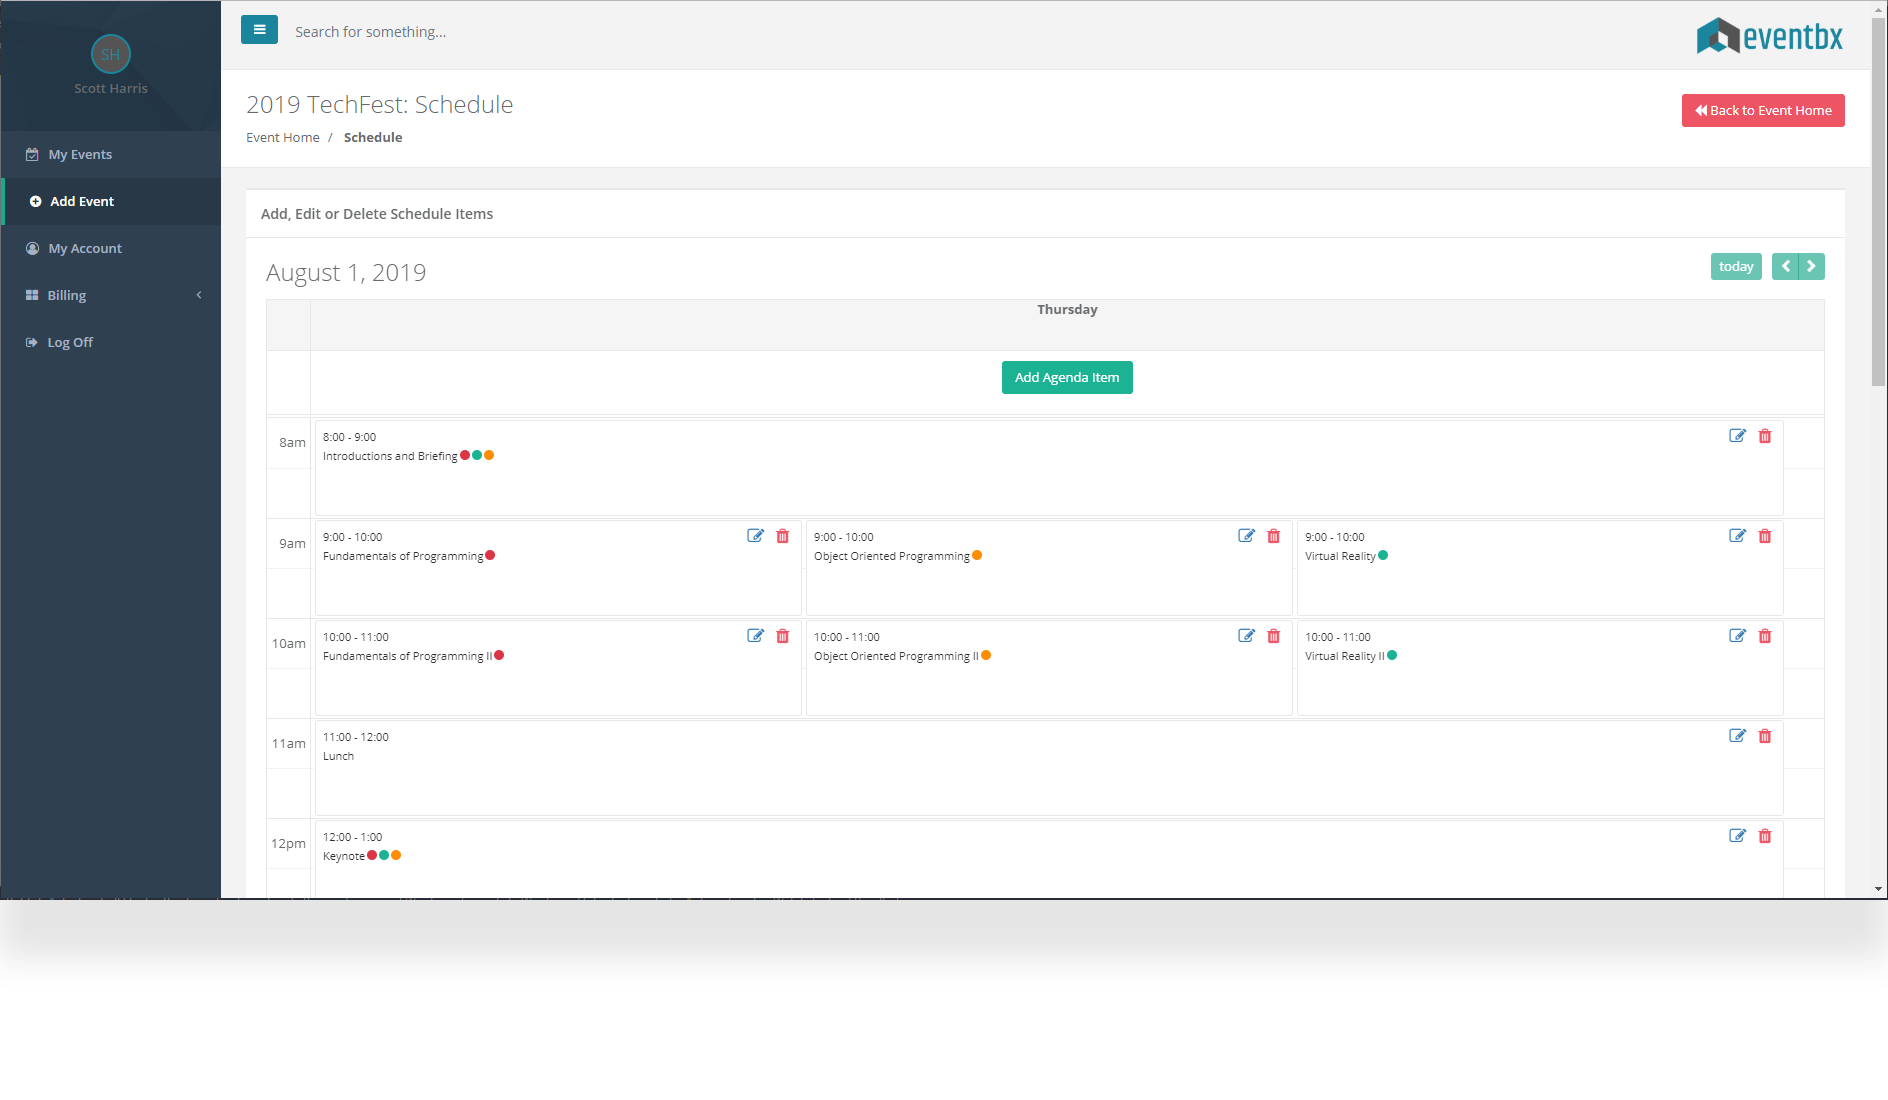 SH
Scott Harris
My Events
Add Event
My Account
Billing
Log Off
Search for something...
eventbx
2019 TechFest: Schedule
Event Home / Schedule
Back to Event Home
Add, Edit or Delete Schedule Items
August 1, 2019
today
Thursday
Add Agenda Item
8am
8:00 - 9:00
Introductions and Briefing
9am
9:00 - 10:00
Fundamentals of Programming
9:00 - 10:00
Object Oriented Programming
9:00 - 10:00
Virtual Reality
10am
10:00 - 11:00
Fundamentals of Programming II
10:00 - 11:00
Object Oriented Programming II
10:00 - 11:00
Virtual Reality II
11am
11:00 - 12:00
Lunch
12pm
12:00 - 1:00
Keynote